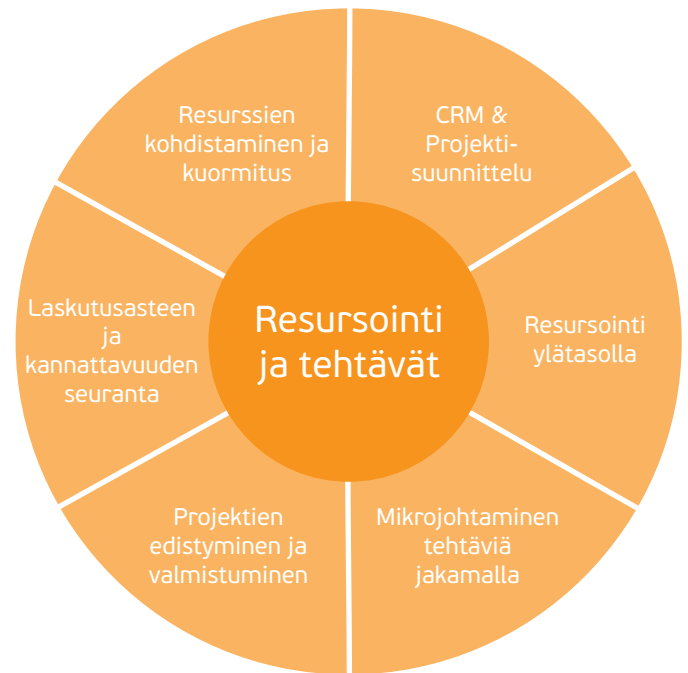 Resurssien
kohdistaminen ja
kuormitus
CRM &
Projekti-
suunnittelu
Laskutusasteen
ja
kannattavuuden
seuranta
Resursointi
ja tehtävät
Resursointi
ylätasolla
Projektien
edistyminen ja
valmistuminen
Mikrojohtaminen
tehtäviä
jakamalla